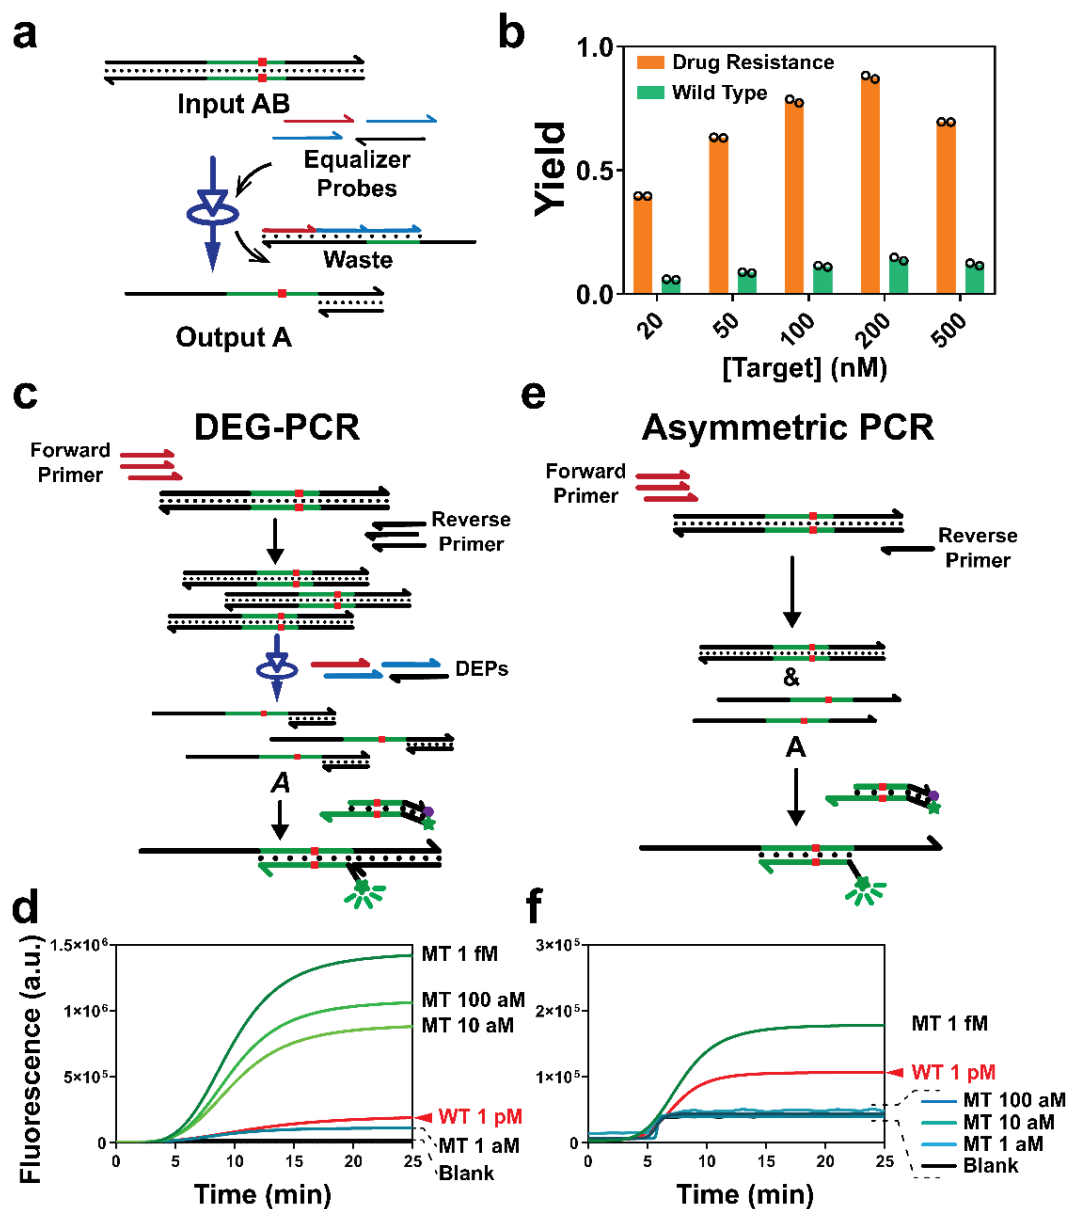 a
Input AB
Equalizer
Probes
Waste
Output A
b
Drug Resistance
Wild Type
Yield
1.0
0.5
0.0
20
50
100
200
500
[Target] (nM)
c
DEG-PCR
Forward
Primer
Reverse
Primer
DEPs
A
e
Asymmetric PCR
Forward
Primer
Reverse
Primer
&
A
d
Fluorescence (a.u.)
1.5×10⁶
1×10⁶
5×10⁵
0
0
5
10
15
20
25
Time (min)
MT 1 fM
MT 100 aM
MT 10 aM
WT 1 pM
MT 1 aM
Blank
f
3×10⁵
2×10⁵
1×10⁵
0
0
5
10
15
20
25
Time (min)
MT 1 fM
WT 1 pM
MT 100 aM
MT 10 aM
MT 1 aM
Blank